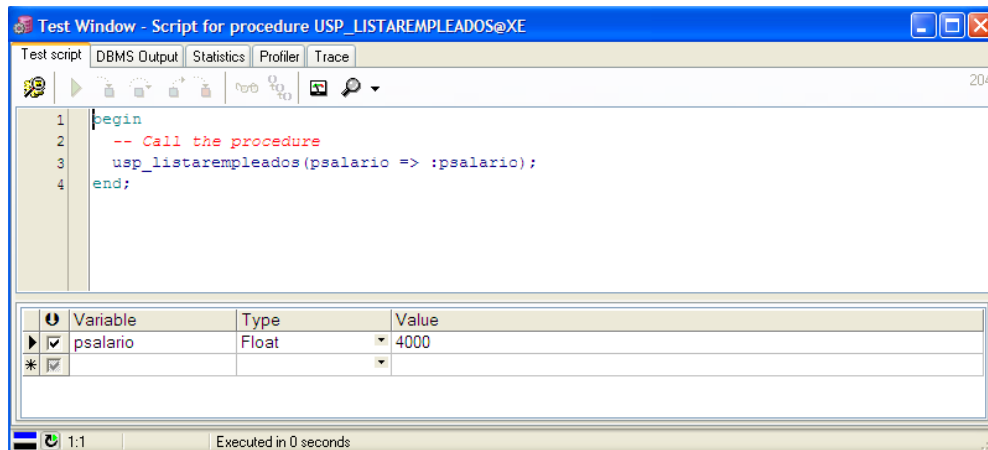 Test Window - Script for procedure USP_LISTAREMPLEADOS@XE
Test script DBMS Output Statistics Profiler Trace
204
1 begin
2 -- Call the procedure
3 usp_listarempleados(psalario => :psalario);
4 end;
Variable Type Value
psalario Float 4000
1:1 Executed in 0 seconds